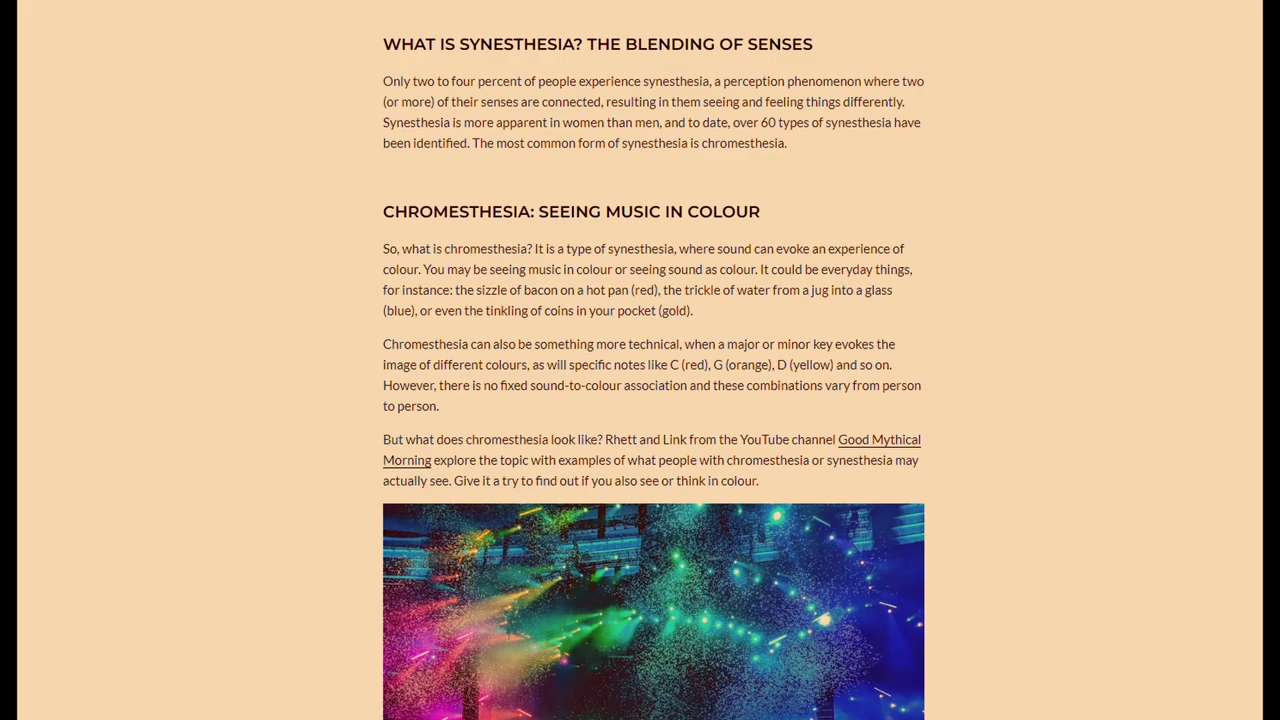 WHAT IS SYNESTHESIA? THE BLENDING OF SENSES
Only two to four percent of people experience synesthesia, a perception phenomenon where two
(or more) of their senses are connected, resulting in them seeing and feeling things differently.
Synesthesia is more apparent in women than men, and to date, over 60 types of synesthesia have
been identified. The most common form of synesthesia is chromesthesia.
CHROMESTHESIA: SEEING MUSIC IN COLOUR
So, what is chromesthesia? It is a type of synesthesia, where sound can evoke an experience of
colour. You may be seeing music in colour or seeing sound as colour. It could be everyday things,
for instance: the sizzle of bacon on a hot pan (red), the trickle of water from a jug into a glass
(blue), or even the tinkling of coins in your pocket (gold).
Chromesthesia can also be something more technical, when a major or minor key evokes the
image of different colours, as will specific notes like C (red), G (orange), D (yellow) and so on.
However, there is no fixed sound-to-colour association and these combinations vary from person
to person.
But what does chromesthesia look like? Rhett and Link from the YouTube channel Good Mythical
Morning explore the topic with examples of what people with chromesthesia or synesthesia may
actually see. Give it a try to find out if you also see or think in colour.